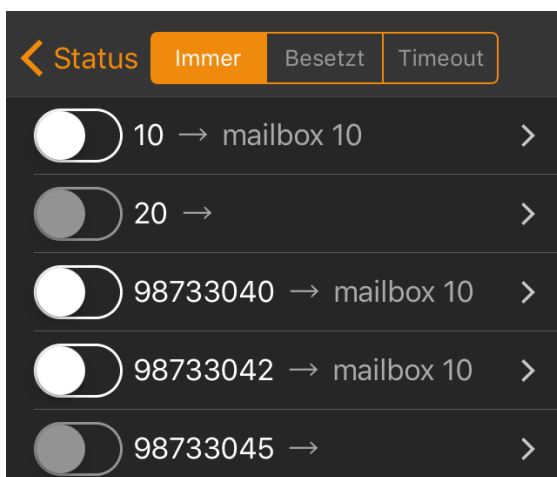 Status Immer Besetzt Timeout
10 → mailbox 10
20 →
98733040 → mailbox 10
98733042 → mailbox 10
98733045 →